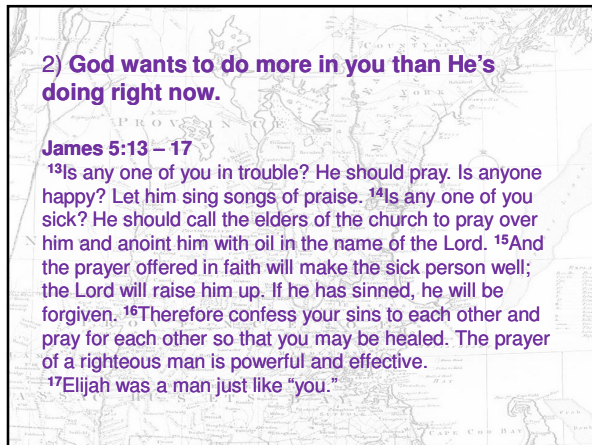 2) God wants to do more in you than He's
doing right now.
James 5:13 – 17
¹³Is any one of you in trouble? He should pray. Is anyone
happy? Let him sing songs of praise. ¹⁴Is any one of you
sick? He should call the elders of the church to pray over
him and anoint him with oil in the name of the Lord. ¹⁵And
the prayer offered in faith will make the sick person well;
the Lord will raise him up. If he has sinned, he will be
forgiven. ¹⁶Therefore confess your sins to each other and
pray for each other so that you may be healed. The prayer
of a righteous man is powerful and effective.
¹⁷Elijah was a man just like “you.”
CAPE COD BAY